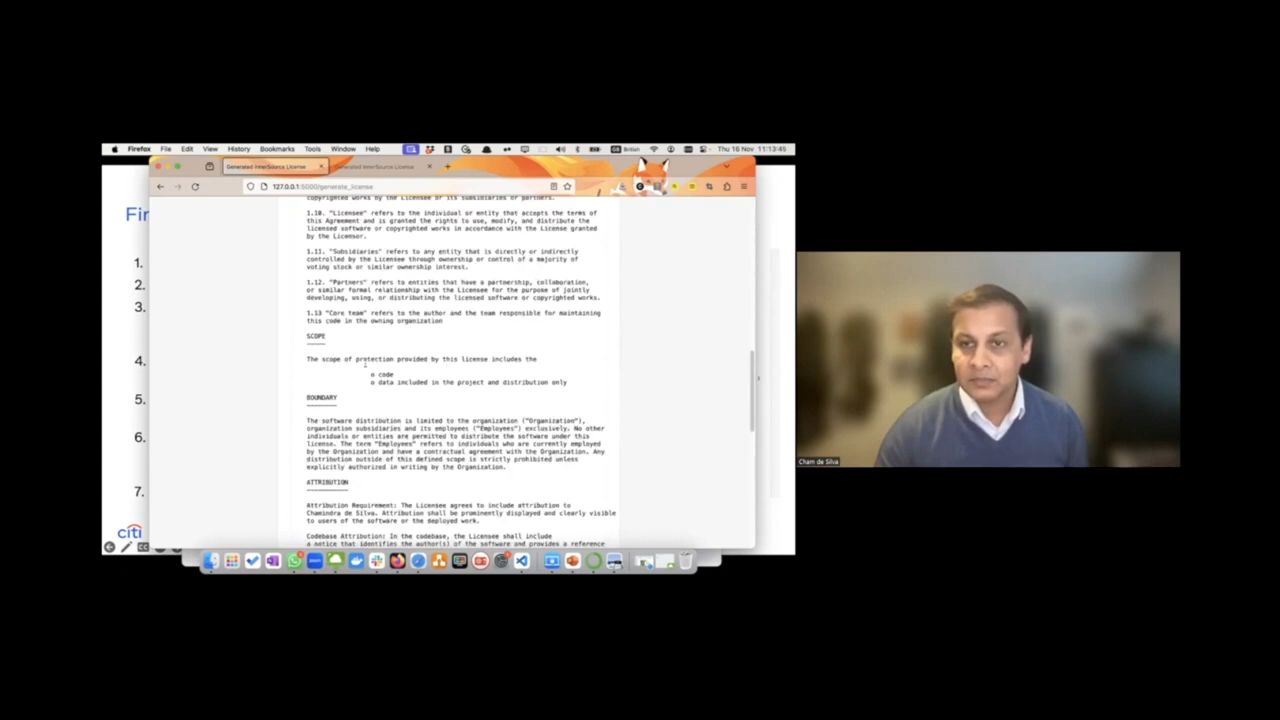 Firefox File Edit View History Bookmarks Tools Window Help British Thu 16 Nov 11:13:45
Generated InnerSource License
Generated InnerSource License
127.0.0.1:5000/generate_license
Fir
1.
2.
3.
4.
5.
6.
7.
citi
copyrighted works by the Licensee or its subsidiaries or partners.
1.10. "Licensee" refers to the individual or entity that accepts the terms of
this Agreement and is granted the rights to use, modify, and distribute the
licensed software or copyrighted works in accordance with the License granted
by the Licensor.
1.11. "Subsidiaries" refers to any entity that is directly or indirectly
controlled by the Licensee through ownership or control of a majority of
voting stock or similar ownership interest.
1.12. "Partners" refers to entities that have a partnership, collaboration,
or similar formal relationship with the Licensee for the purpose of jointly
developing, using, or distributing the licensed software or copyrighted works.
1.13 "Core team" refers to the author and the team responsible for maintaining
this code in the owning organization
SCOPE
-----
The scope of protection provided by this license includes the
o code
o data included in the project and distribution only
BOUNDARY
--------
The software distribution is limited to the organization ("Organization"),
organization subsidiaries and its employees ("Employees") exclusively. No other
individuals or entities are permitted to distribute the software under this
license. The term "Employees" refers to individuals who are currently employed
by the Organization and have a contractual agreement with the Organization. Any
distribution outside of this defined scope is strictly prohibited unless
explicitly authorized in writing by the Organization.
ATTRIBUTION
-----------
Attribution Requirement: The Licensee agrees to include attribution to
Chamindra de Silva. Attribution shall be prominently displayed and clearly visible
to users of the software or the deployed work.
Codebase Attribution: In the codebase, the Licensee shall include
a notice that identifies the author(s) of the software and provides a reference
Cham de Silva